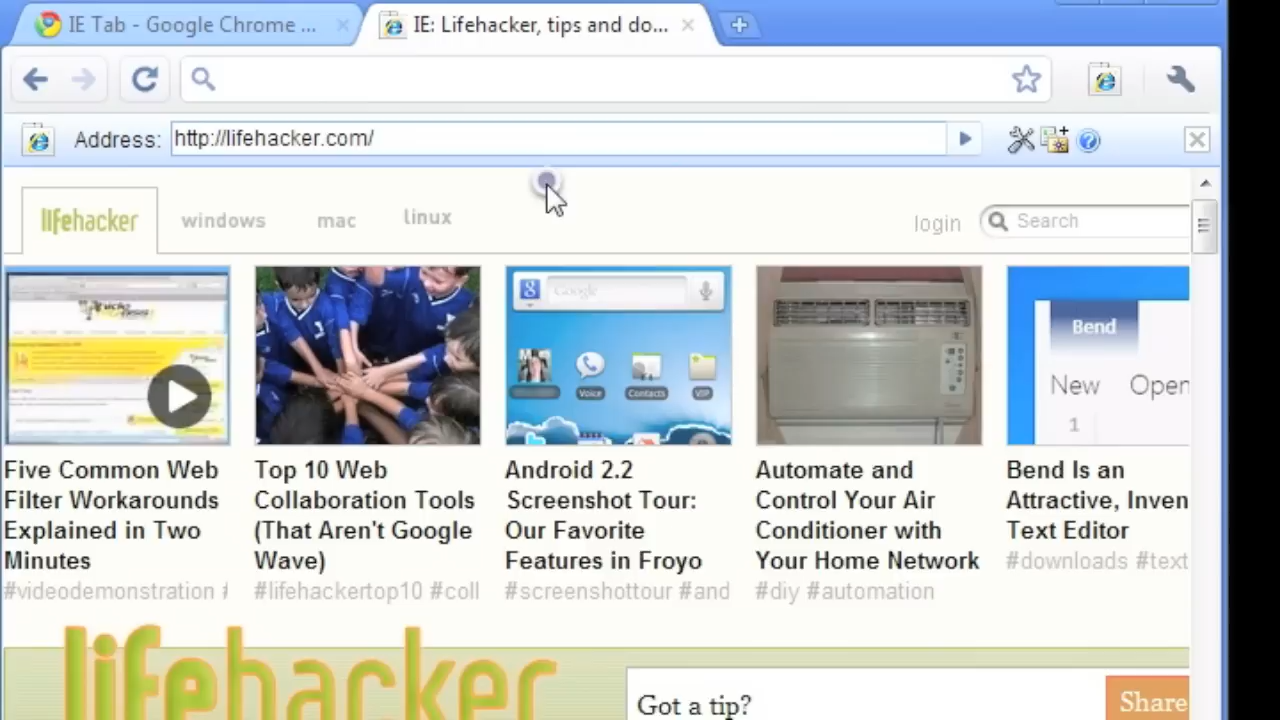 IE Tab - Google Chrome ...
IE: Lifehacker, tips and do...
Address: http://lifehacker.com/
lifehacker
windows
mac
linux
login
Search
Google
Voice
Contacts
VIP
Bend
New Open
1
Five Common Web
Filter Workarounds
Explained in Two
Minutes
#videodemonstration #
Top 10 Web
Collaboration Tools
(That Aren't Google
Wave)
#lifehackertop10 #coll
Android 2.2
Screenshot Tour:
Our Favorite
Features in Froyo
#screenshottour #and
Automate and
Control Your Air
Conditioner with
Your Home Network
#diy #automation
Bend Is an
Attractive, Inven
Text Editor
#downloads #text
lifehacker
Got a tip?
Share